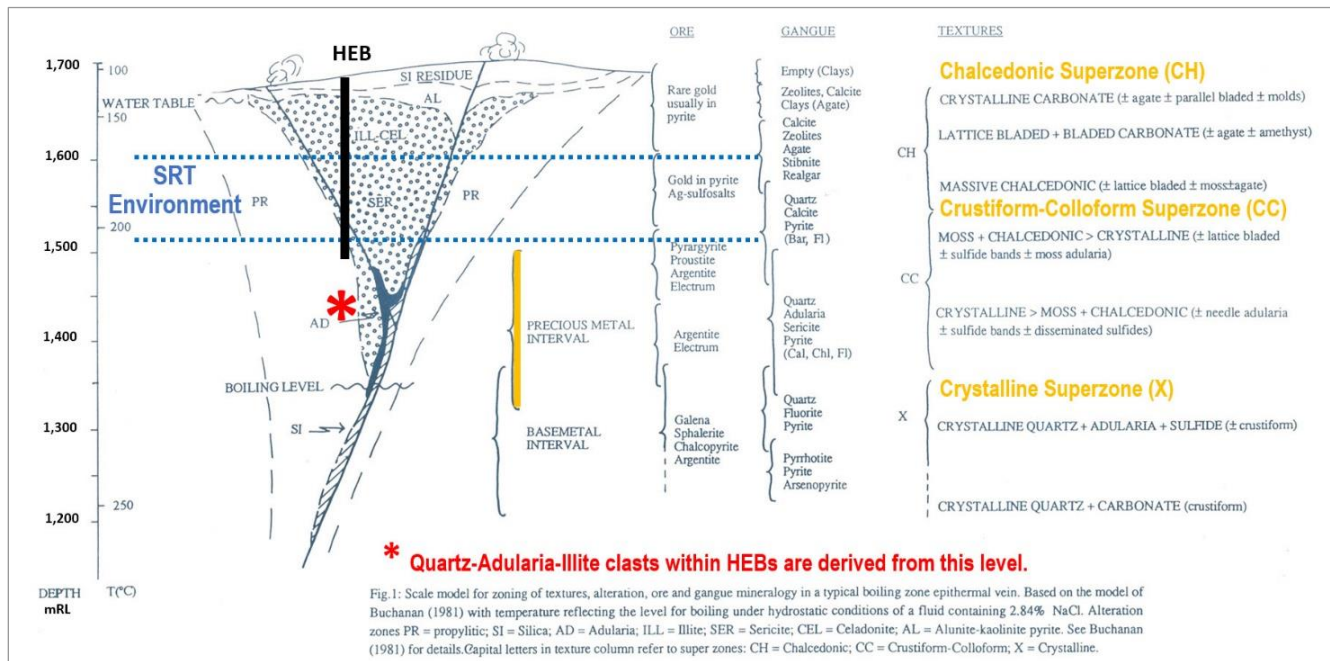 HEB
1,700
1,600
1,500
1,400
1,300
1,200
DEPTH
mRL
100
150
200
250
T(°C)
WATER TABLE
SI RESIDUE
AL
ILL-CEL
SER
PR
PR
SRT
Environment
AD
BOILING LEVEL
SI
PRECIOUS METAL
INTERVAL
BASEMETAL
INTERVAL
ORE
Rare gold
usually in
pyrite
Gold in pyrite
Ag-sulfosalts
Pyrargyrite
Proustite
Argentite
Electrum
Argentite
Electrum
Galena
Sphalerite
Chalcopyrite
Argentite
GANGUE
Empty (Clays)
Zeolites, Calcite
Clays (Agate)
Calcite
Zeolites
Agate
Stibnite
Realgar
Quartz
Calcite
Pyrite
(Bar, Fl)
Quartz
Adularia
Sericite
Pyrite
(Cal, Chl, Fl)
Quartz
Fluorite
Pyrite
Pyrrhotite
Pyrite
Arsenopyrite
TEXTURES
Chalcedonic Superzone (CH)
CRYSTALLINE CARBONATE (± agate ± parallel bladed ± molds)
LATTICE BLADED + BLADED CARBONATE (± agate ± amethyst)
CH
MASSIVE CHALCEDONIC (± lattice bladed ± moss±agate)
Crustiform-Colloform Superzone (CC)
MOSS + CHALCEDONIC > CRYSTALLINE (± lattice bladed
± sulfide bands ± moss adularia)
CC
CRYSTALLINE > MOSS + CHALCEDONIC (± needle adularia
± sulfide bands ± disseminated sulfides)
Crystalline Superzone (X)
X
CRYSTALLINE QUARTZ + ADULARIA + SULFIDE (± crustiform)
CRYSTALLINE QUARTZ + CARBONATE (crustiform)
* Quartz-Adularia-Illite clasts within HEBs are derived from this level.
Fig.1: Scale model for zoning of textures, alteration, ore and gangue mineralogy in a typical boiling zone epithermal vein. Based on the model of
Buchanan (1981) with temperature reflecting the level for boiling under hydrostatic conditions of a fluid containing 2.84% NaCl. Alteration
zones PR = propylitic; SI = Silica; AD = Adularia; ILL = Illite; SER = Sericite; CEL = Celadonite; AL = Alunite-kaolinite pyrite. See Buchanan
(1981) for details.Capital letters in texture column refer to super zones: CH = Chalcedonic; CC = Crustiform-Colloform; X = Crystalline.